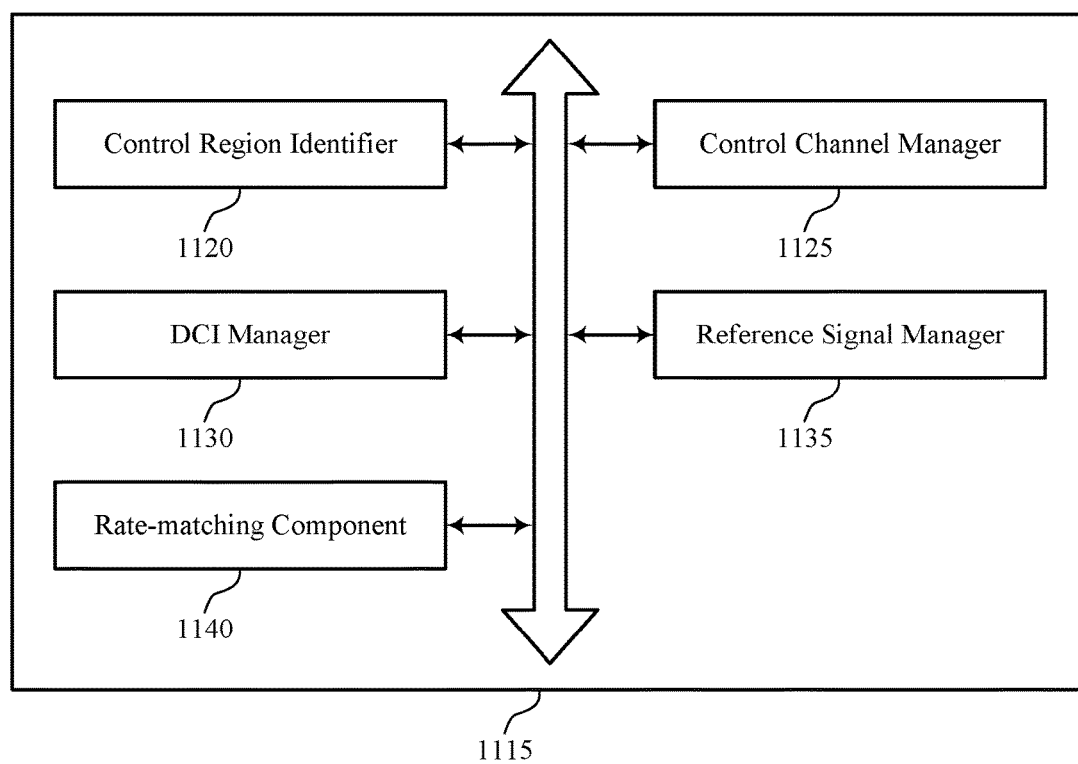 Control Region Identifier
1120
Control Channel Manager
1125
DCI Manager
1130
Reference Signal Manager
1135
Rate-matching Component
1140
1115